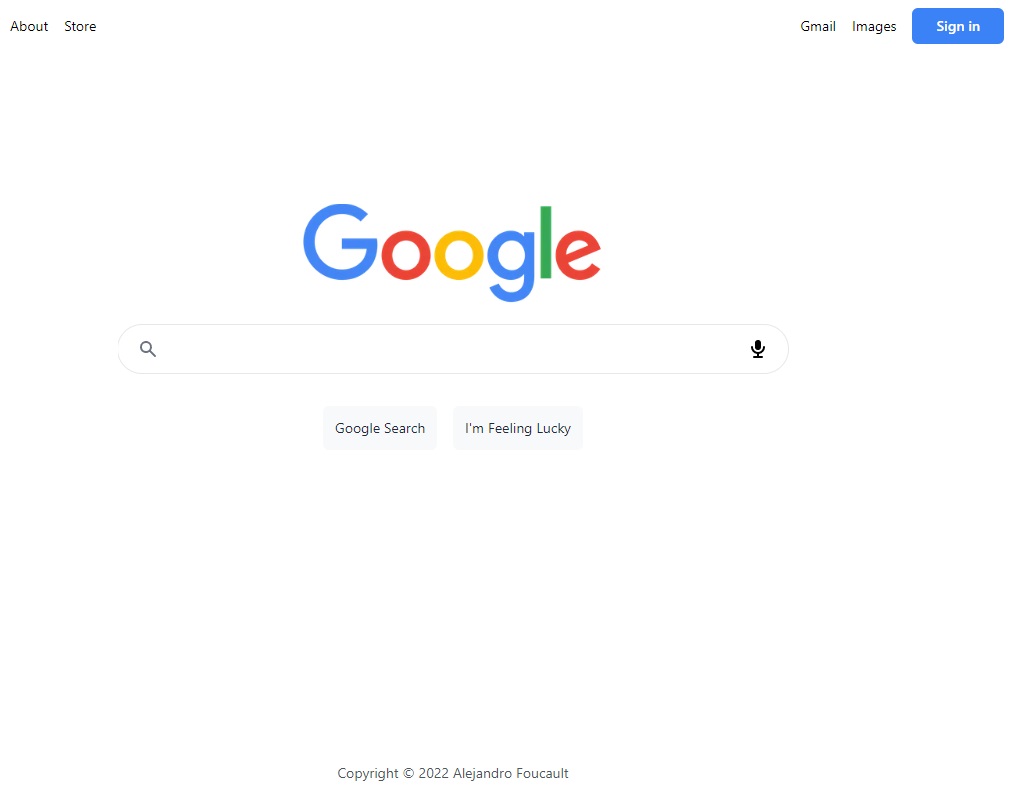 About Store Gmail Images Sign in
Google
Google Search I'm Feeling Lucky
Copyright © 2022 Alejandro Foucault